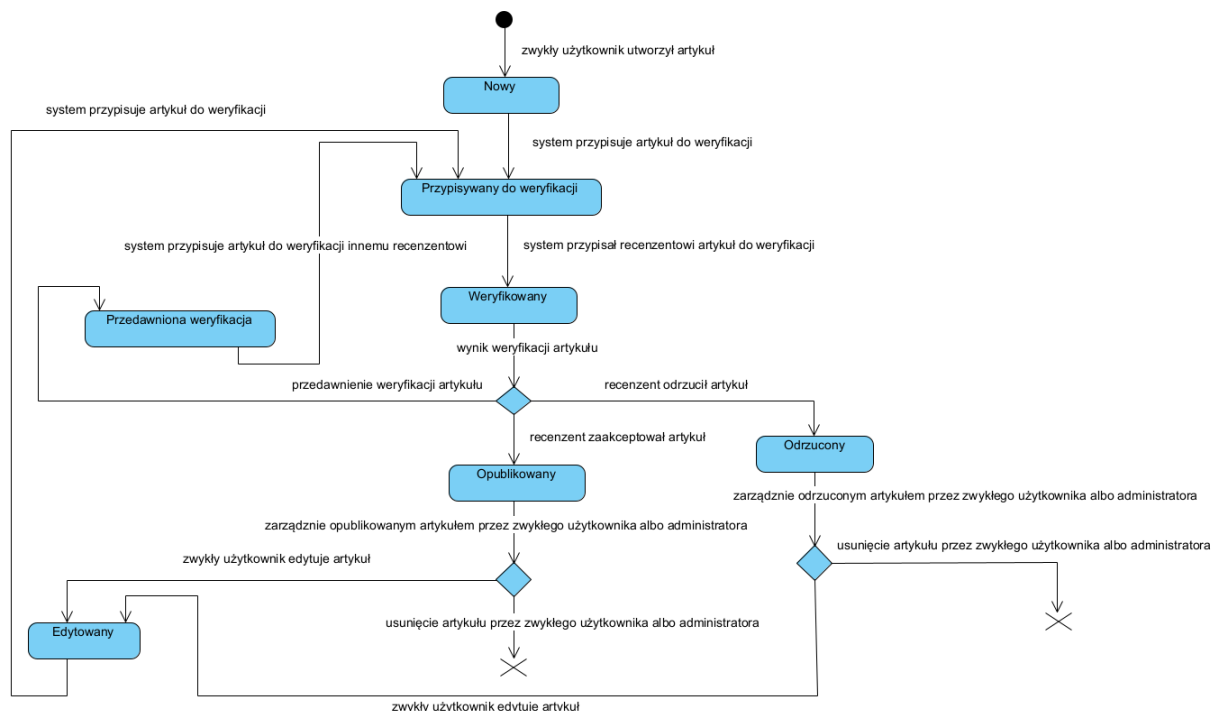 zwykły użytkownik utworzył artykuł
Nowy
system przypisuje artykuł do weryfikacji
system przypisuje artykuł do weryfikacji
Przypisywany do weryfikacji
system przypisuje artykuł do weryfikacji innemu recenzentowi
system przypisał recenzentowi artykuł do weryfikacji
Weryfikowany
Przedawniona weryfikacja
wynik weryfikacji artykułu
przedawnienie weryfikacji artykułu
recenzent odrzucił artykuł
recenzent zaakceptował artykuł
Odrzucony
Opublikowany
zarządznie odrzuconym artykułem przez zwykłego użytkownika albo administratora
zarządznie opublikowanym artykułem przez zwykłego użytkownika albo administratora
usunięcie artykułu przez zwykłego użytkownika albo administratora
zwykły użytkownik edytuje artykuł
usunięcie artykułu przez zwykłego użytkownika albo administratora
Edytowany
zwykły użytkownik edytuje artykuł